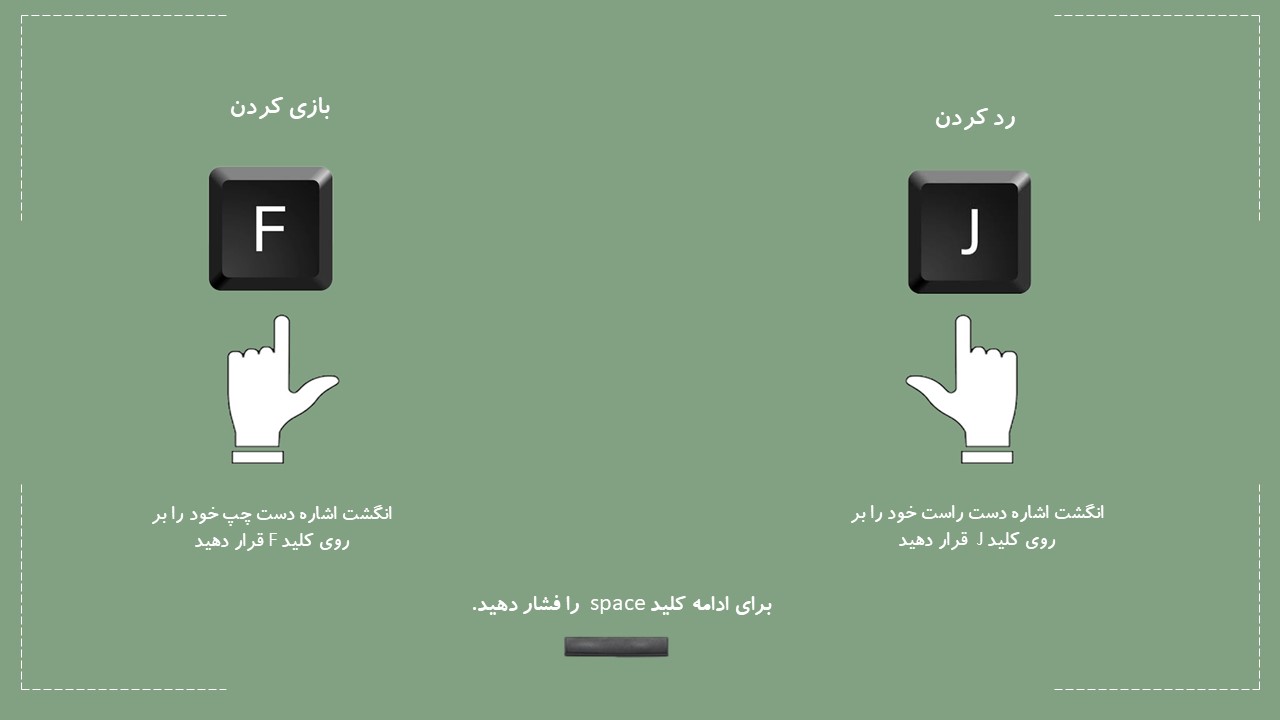 رد کردن
J
انگشت اشاره دست راست خود را بر
روی کلید J قرار دهید
بازی کردن
F
انگشت اشاره دست چپ خود را بر
روی کلید F قرار دهید
برای ادامه کلید space را فشار دهید.